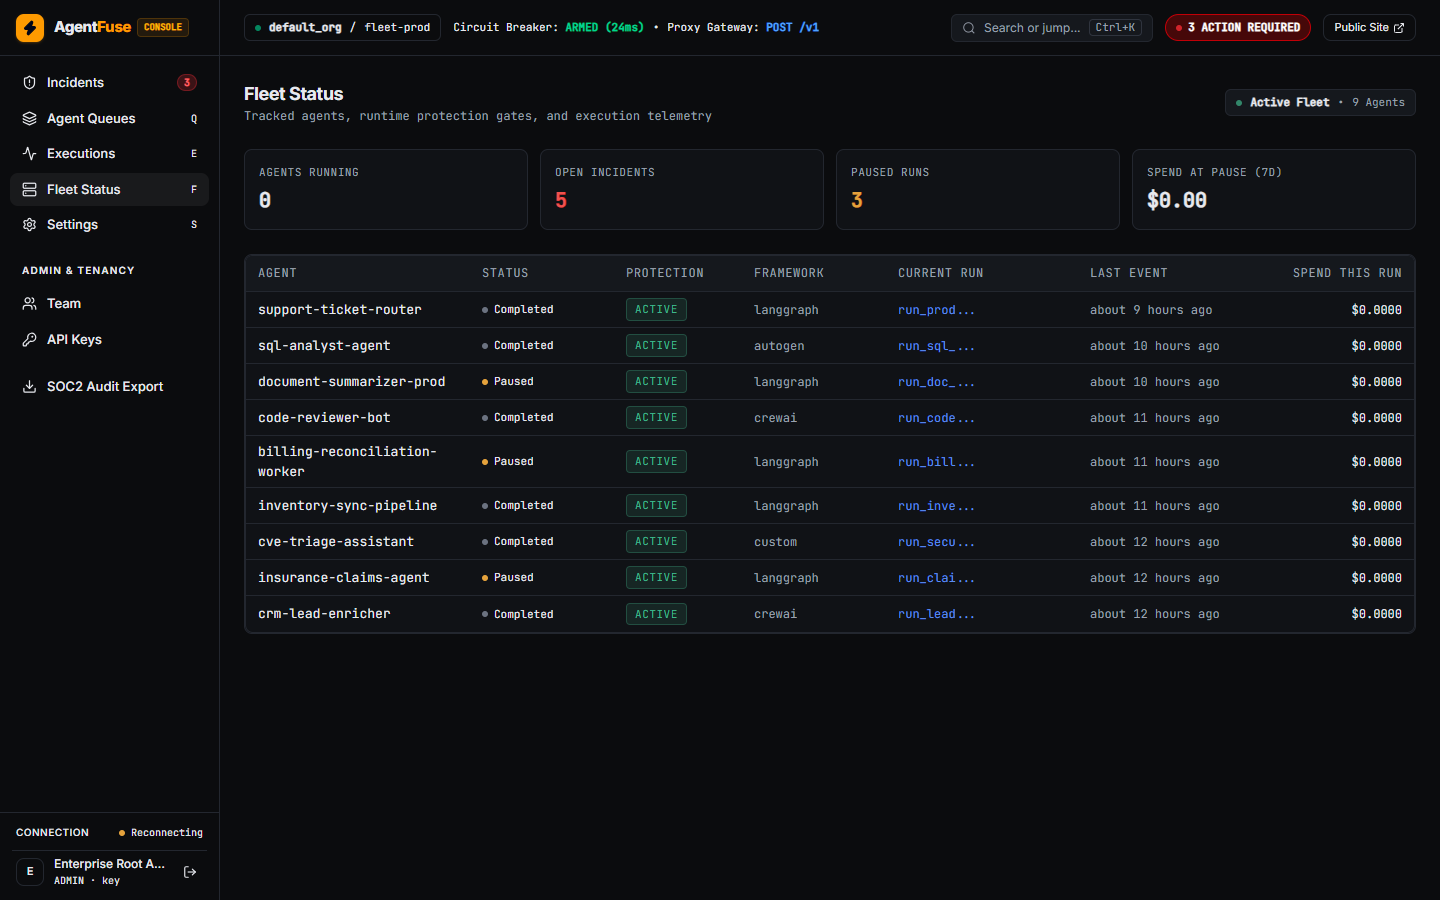 AgentFuse CONSOLE
default_org / fleet-prod
Circuit Breaker: ARMED (24ms) • Proxy Gateway: POST /v1
Search or jump... Ctrl+K
3 ACTION REQUIRED
Public Site
Incidents 3
Agent Queues Q
Executions E
Fleet Status F
Settings S
ADMIN & TENANCY
Team
API Keys
SOC2 Audit Export
CONNECTION Reconnecting
E
Enterprise Root A...
ADMIN · key
Fleet Status
Tracked agents, runtime protection gates, and execution telemetry
Active Fleet • 9 Agents
AGENTS RUNNING
0
OPEN INCIDENTS
5
PAUSED RUNS
3
SPEND AT PAUSE (7D)
$0.00
AGENT STATUS PROTECTION FRAMEWORK CURRENT RUN LAST EVENT SPEND THIS RUN
support-ticket-router Completed ACTIVE langgraph run_prod... about 9 hours ago $0.0000
sql-analyst-agent Completed ACTIVE autogen run_sql_... about 10 hours ago $0.0000
document-summarizer-prod Paused ACTIVE langgraph run_doc_... about 10 hours ago $0.0000
code-reviewer-bot Completed ACTIVE crewai run_code... about 11 hours ago $0.0000
billing-reconciliation-
worker Paused ACTIVE langgraph run_bill... about 11 hours ago $0.0000
inventory-sync-pipeline Completed ACTIVE langgraph run_inve... about 11 hours ago $0.0000
cve-triage-assistant Completed ACTIVE custom run_secu... about 12 hours ago $0.0000
insurance-claims-agent Paused ACTIVE langgraph run_clai... about 12 hours ago $0.0000
crm-lead-enricher Completed ACTIVE crewai run_lead... about 12 hours ago $0.0000